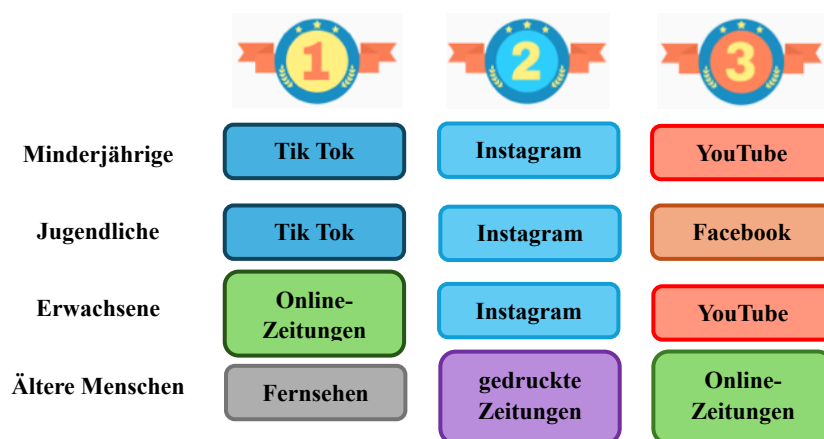 1 2 3
Minderjährige Tik Tok Instagram YouTube
Jugendliche Tik Tok Instagram Facebook
Erwachsene Online-
Zeitungen Instagram YouTube
Ältere Menschen Fernsehen gedruckte
Zeitungen Online-
Zeitungen